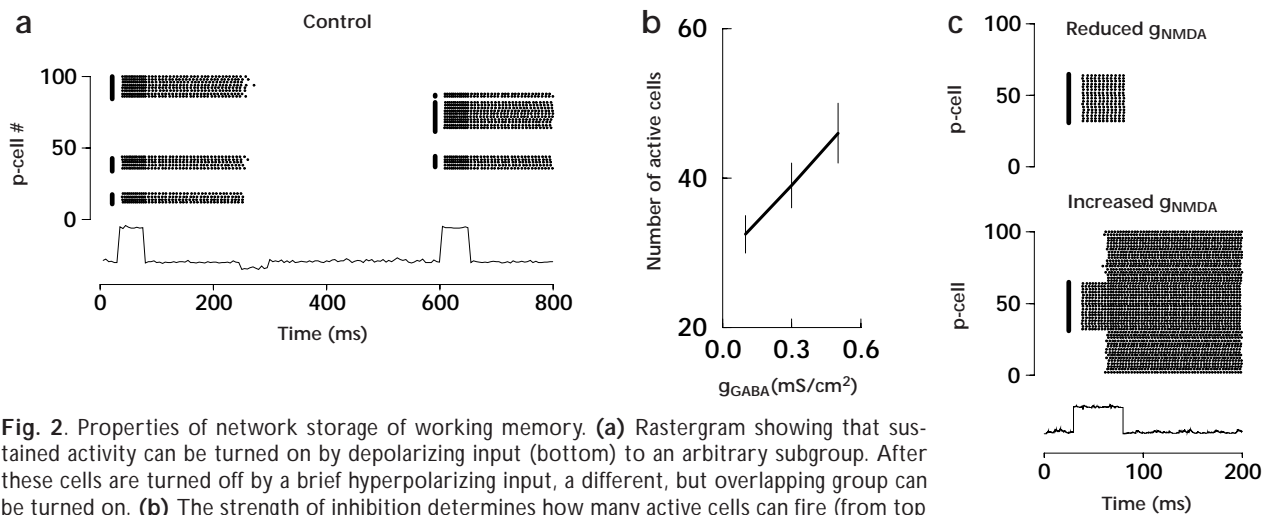 a
Control
100
50
0
p-cell #
0
200
400
600
800
Time (ms)
b
60
40
20
Number of active cells
0.0
0.3
0.6
gGABA(mS/cm2)
c
Reduced gNMDA
100
50
0
p-cell
Increased gNMDA
100
50
0
p-cell
0
100
200
Time (ms)
Fig. 2. Properties of network storage of working memory. (a) Rastergram showing that sus-
tained activity can be turned on by depolarizing input (bottom) to an arbitrary subgroup. After
these cells are turned off by a brief hyperpolarizing input, a different, but overlapping group can
be turned on. (b) The strength of inhibition determines how many active cells can fire (from top